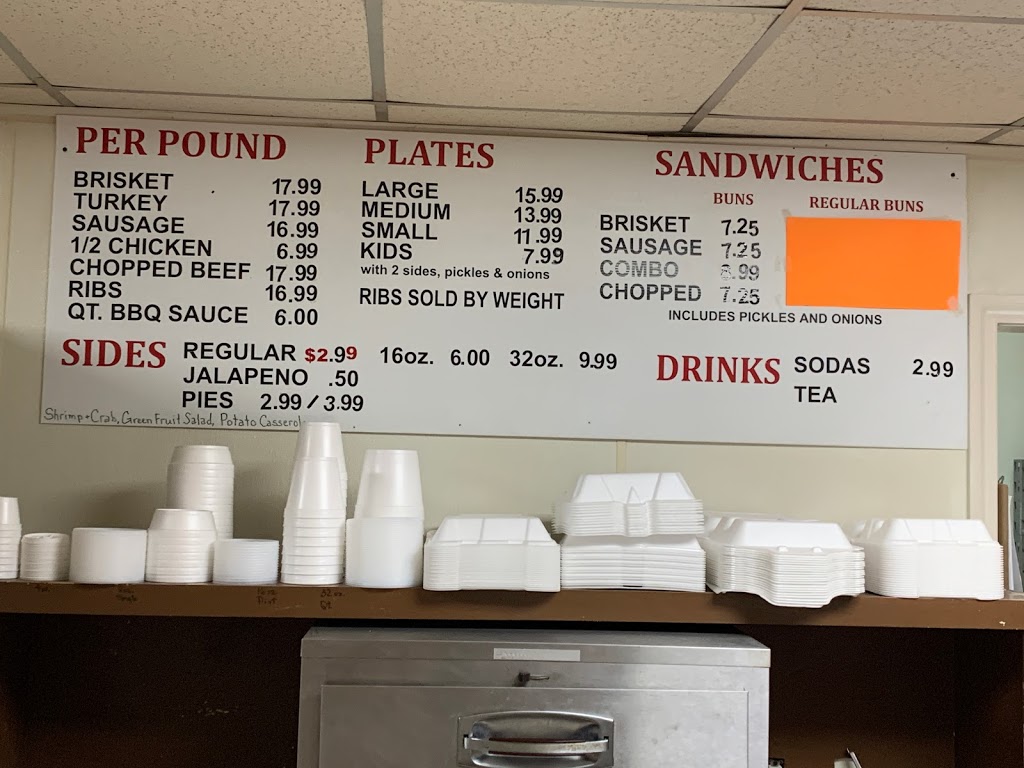 PER POUND
BRISKET 17.99
TURKEY 17.99
SAUSAGE 16.99
1/2 CHICKEN 6.99
CHOPPED BEEF 17.99
RIBS 16.99
QT. BBQ SAUCE 6.00
PLATES
LARGE 15.99
MEDIUM 13.99
SMALL 11.99
KIDS 7.99
with 2 sides, pickles & onions
RIBS SOLD BY WEIGHT
SANDWICHES
BUNS REGULAR BUNS
BRISKET 7.25
SAUSAGE 7.25
COMBO 8.99
CHOPPED 7.25
INCLUDES PICKLES AND ONIONS
SIDES REGULAR $2.99 16oz. 6.00 32oz. 9.99
JALAPENO .50
PIES 2.99 / 3.99
Shrimp + Crab, Green Fruit Salad, Potato
DRINKS SODAS 2.99
TEA